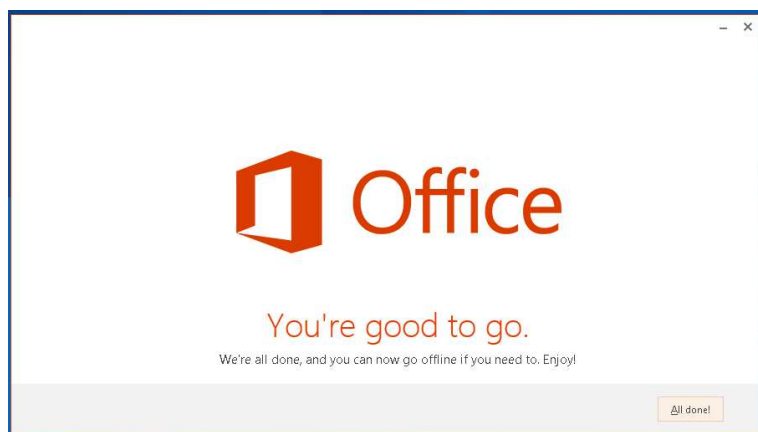 Office
You're good to go.
We're all done, and you can now go offline if you need to. Enjoy!
All done!